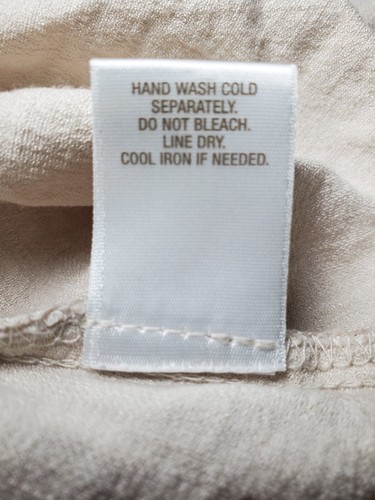 HAND WASH COLD
SEPARATELY.
DO NOT BLEACH.
LINE DRY.
COOL IRON IF NEEDED.